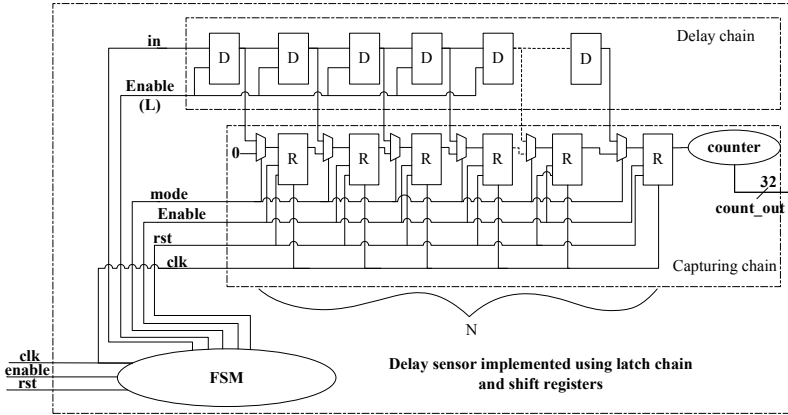 in
D D D D D D
Delay chain
Enable
(L)
0
R R R R R R
counter
32
count_out
mode
Enable
rst
clk
Capturing chain
N
clk
enable
rst
FSM
Delay sensor implemented using latch chain
and shift registers